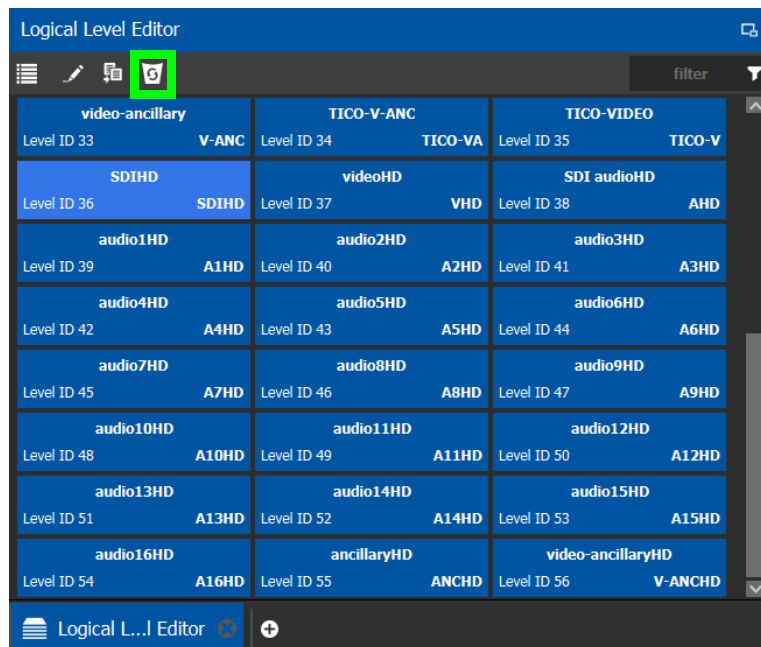 Logical Level Editor
filter
video-ancillary TICO-V-ANC TICO-VIDEO
Level ID 33 V-ANC Level ID 34 TICO-VA Level ID 35 TICO-V
SDIHD videoHD SDI audioHD
Level ID 36 SDIHD Level ID 37 VHD Level ID 38 AHD
audio1HD audio2HD audio3HD
Level ID 39 A1HD Level ID 40 A2HD Level ID 41 A3HD
audio4HD audio5HD audio6HD
Level ID 42 A4HD Level ID 43 A5HD Level ID 44 A6HD
audio7HD audio8HD audio9HD
Level ID 45 A7HD Level ID 46 A8HD Level ID 47 A9HD
audio10HD audio11HD audio12HD
Level ID 48 A10HD Level ID 49 A11HD Level ID 50 A12HD
audio13HD audio14HD audio15HD
Level ID 51 A13HD Level ID 52 A14HD Level ID 53 A15HD
audio16HD ancillaryHD video-ancillaryHD
Level ID 54 A16HD Level ID 55 ANCHD Level ID 56 V-ANCHD
Logical L...l Editor